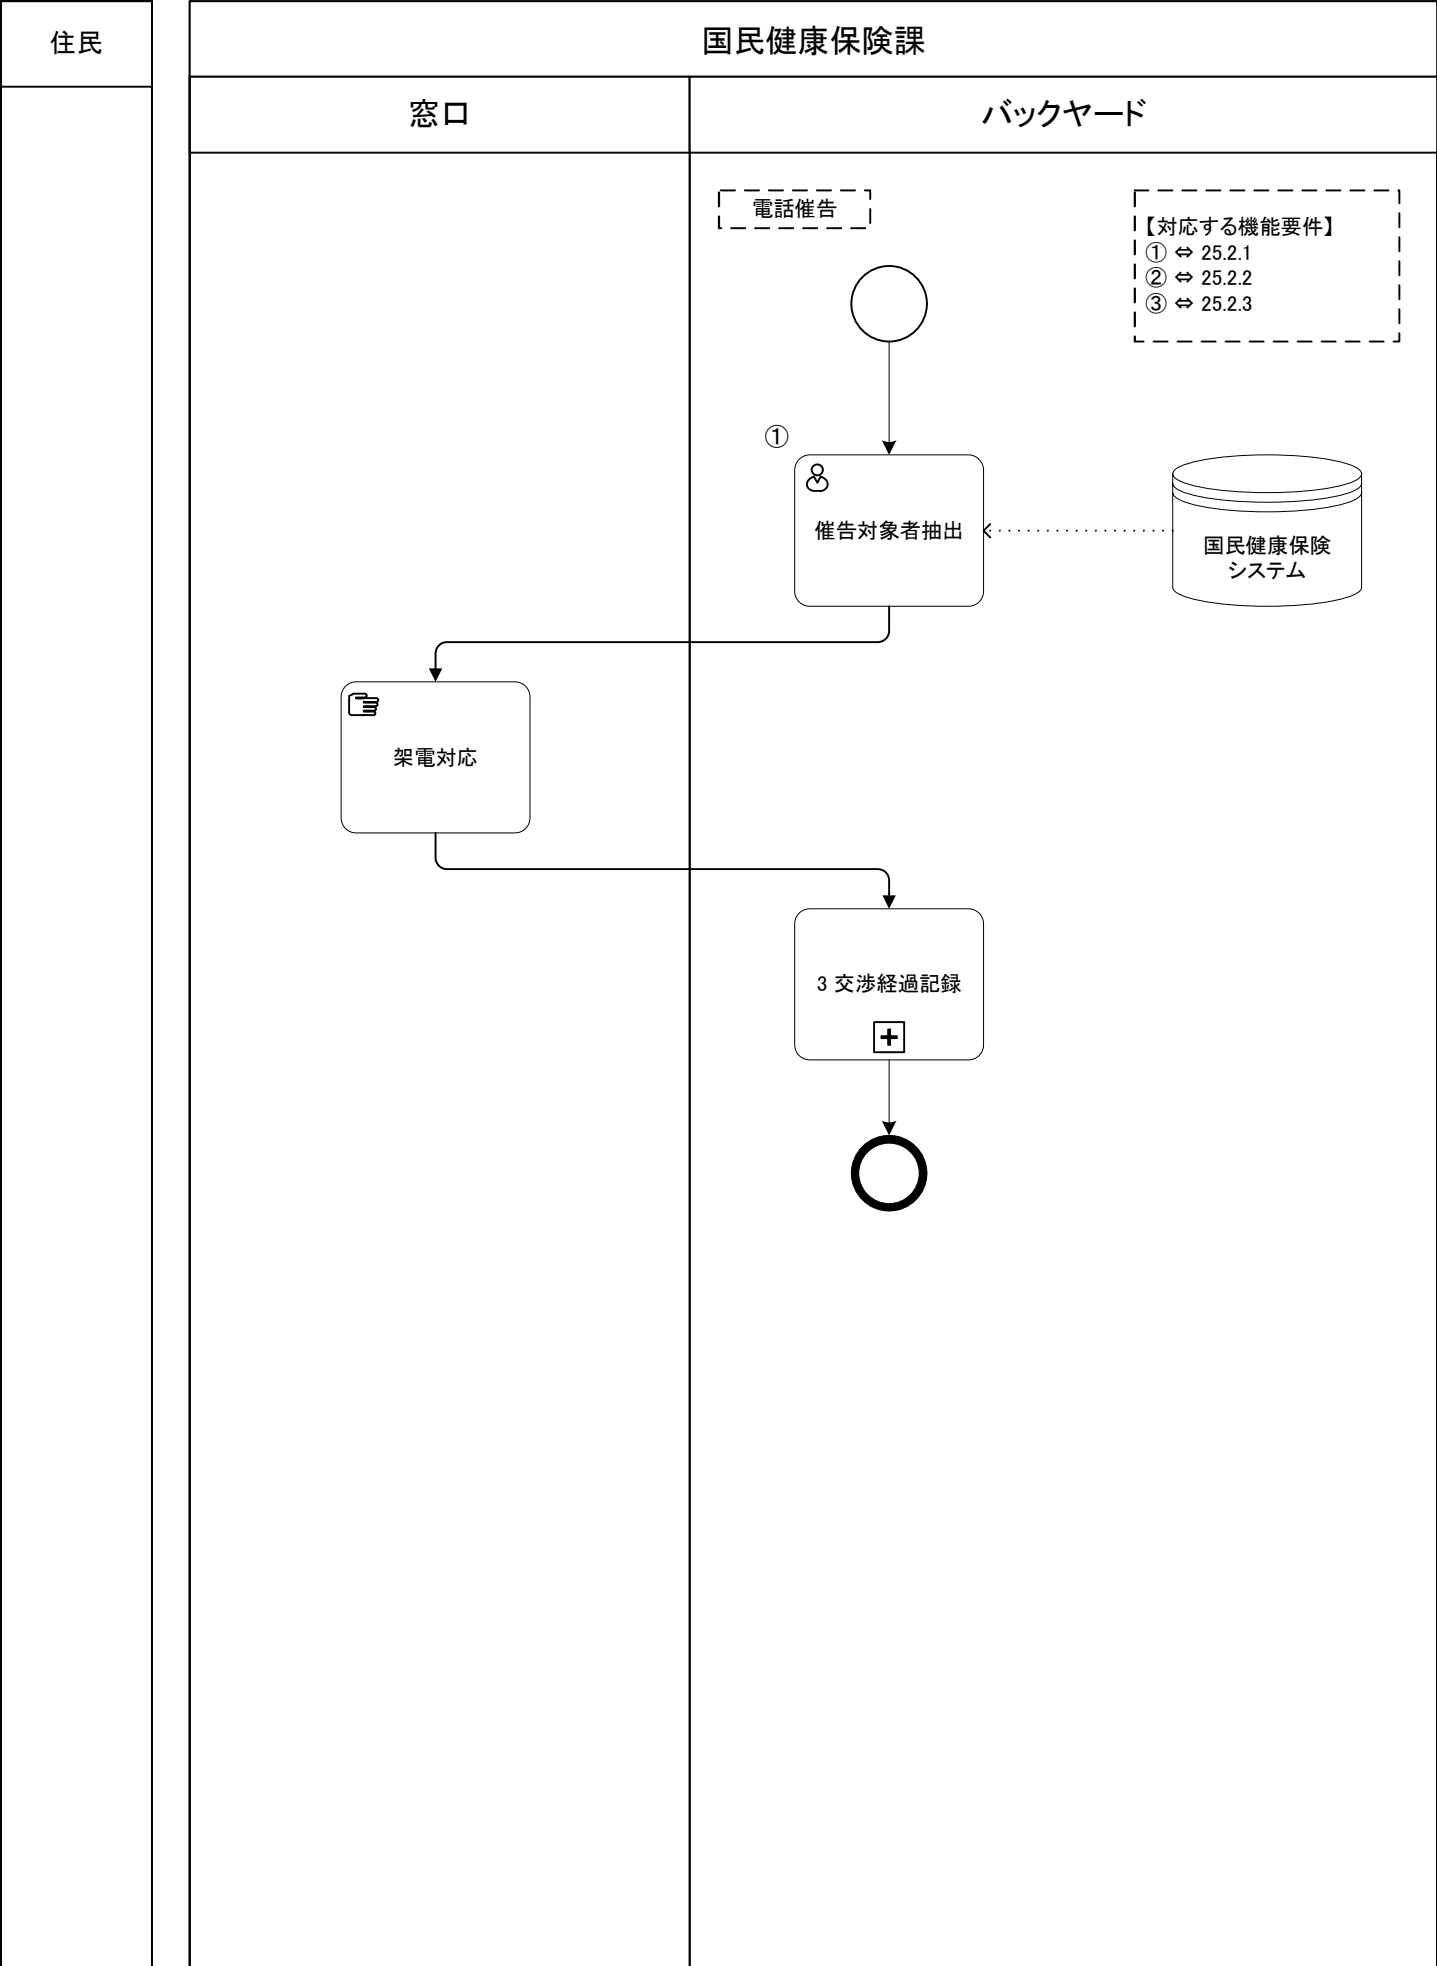 住民
国民健康保険課
窓口
バックヤード
電話催告
【対応する機能要件】
① ⇔ 25.2.1
② ⇔ 25.2.2
③ ⇔ 25.2.3
①
催告対象者抽出
国民健康保険
システム
架電対応
3 交渉経過記録